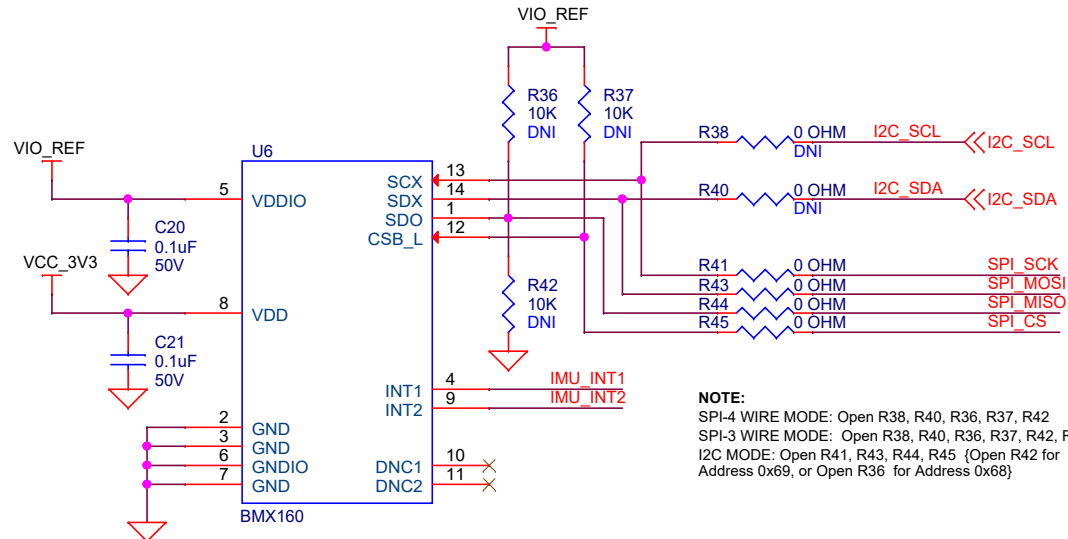 VIO_REF
R36
10K
DNI
R37
10K
DNI
R38
0 OHM
DNI
I2C_SCL
I2C_SCL
VIO_REF
U6
13
SCX
14
SDX
1
SDO
12
CSB_L
5
VDDIO
R40
0 OHM
DNI
I2C_SDA
I2C_SDA
C20
0.1uF
50V
VCC_3V3
R41
0 OHM
SPI_SCK
R43
0 OHM
SPI_MOSI
R44
0 OHM
SPI_MISO
R45
0 OHM
SPI_CS
R42
10K
DNI
8
VDD
C21
0.1uF
50V
4
INT1
IMU_INT1
9
INT2
IMU_INT2
2
GND
3
GND
6
GNDIO
7
GND
10
DNC1
11
DNC2
BMX160
NOTE:
SPI-4 WIRE MODE: Open R38, R40, R36, R37, R42
SPI-3 WIRE MODE: Open R38, R40, R36, R37, R42,
I2C MODE: Open R41, R43, R44, R45 {Open R42 for
Address 0x69, or Open R36 for Address 0x68}